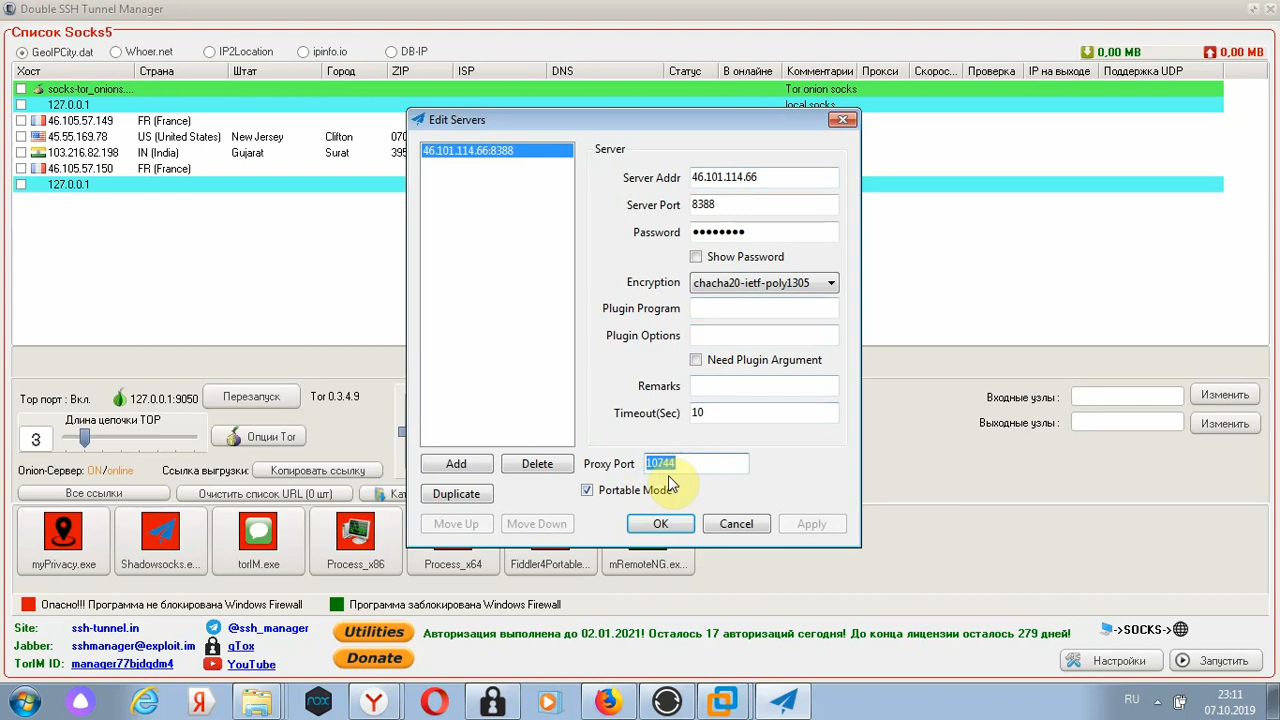 Double SSH Tunnel Manager
Список Socks5
GeoIPCity.dat Whoer.net IP2Location ipinfo.io DB-IP 0,00 MB 0,00 MB
Хост Страна Штат Город ZIP ISP DNS Статус В онлайне Комментарии Прокси Скорос... Проверка IP на выходе Поддержка UDP
socks-tor_onions.... Tor onion socks
127.0.0.1 local socks
46.105.57.149 FR (France)
45.55.169.78 US (United States) New Jersey Clifton 070
103.216.82.198 IN (India) Gujarat Surat 395
46.105.57.150 FR (France)
127.0.0.1
Edit Servers
46.101.114.66:8388
Server
Server Addr 46.101.114.66
Server Port 8388
Password ●●●●●●●●
Show Password
Encryption chacha20-ietf-poly1305
Plugin Program
Plugin Options
Need Plugin Argument
Remarks
Timeout(Sec) 10
Add Delete Proxy Port 10744
Duplicate Portable Mode
Move Up Move Down OK Cancel Apply
Тор порт : Вкл. 127.0.0.1:9050 Перезапуск Tor 0.3.4.9
Длина цепочки TOP
3 Опции Tor
Onion-Сервер: ON/online Ссылка выгрузки: Копировать ссылку
Все ссылки Очистить список URL (0 шт)
Входные узлы : Изменить
Выходные узлы : Изменить
myPrivacy.exe Shadowsocks.e... torIM.exe Process_x86 Process_x64 Fiddler4Portable... mRemoteNG.ex...
Опасно!!! Программа не блокирована Windows Firewall Программа заблокирована Windows Firewall
Site: ssh-tunnel.in @ssh_manager Utilities Авторизация выполнена до 02.01.2021! Осталось 17 авторизаций сегодня! До конца лицензии осталось 279 дней! ->SOCKS->
Jabber: sshmanager@exploit.im qTox
TorIM ID: manager77bjdqdm4 YouTube Donate Настройки Запустить
RU 23:11
07.10.2019